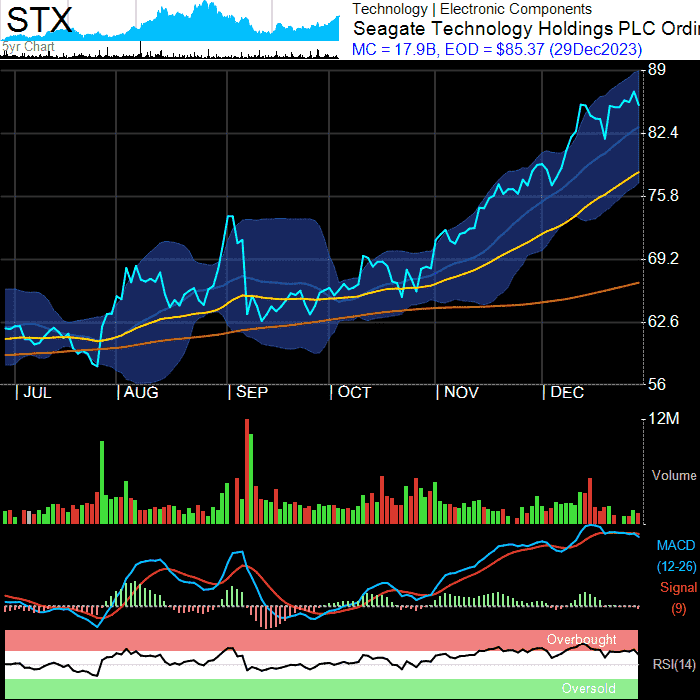 STX
5yr Chart
Technology | Electronic Components
Seagate Technology Holdings PLC Ordi
MC = 17.9B, EOD = $85.37 (29Dec2023)
89
82.4
75.8
69.2
62.6
56
| JUL | AUG | SEP | OCT | NOV | DEC
12M
Volume
MACD
(12-26)
Signal
(9)
Overbought
RSI(14)
Oversold